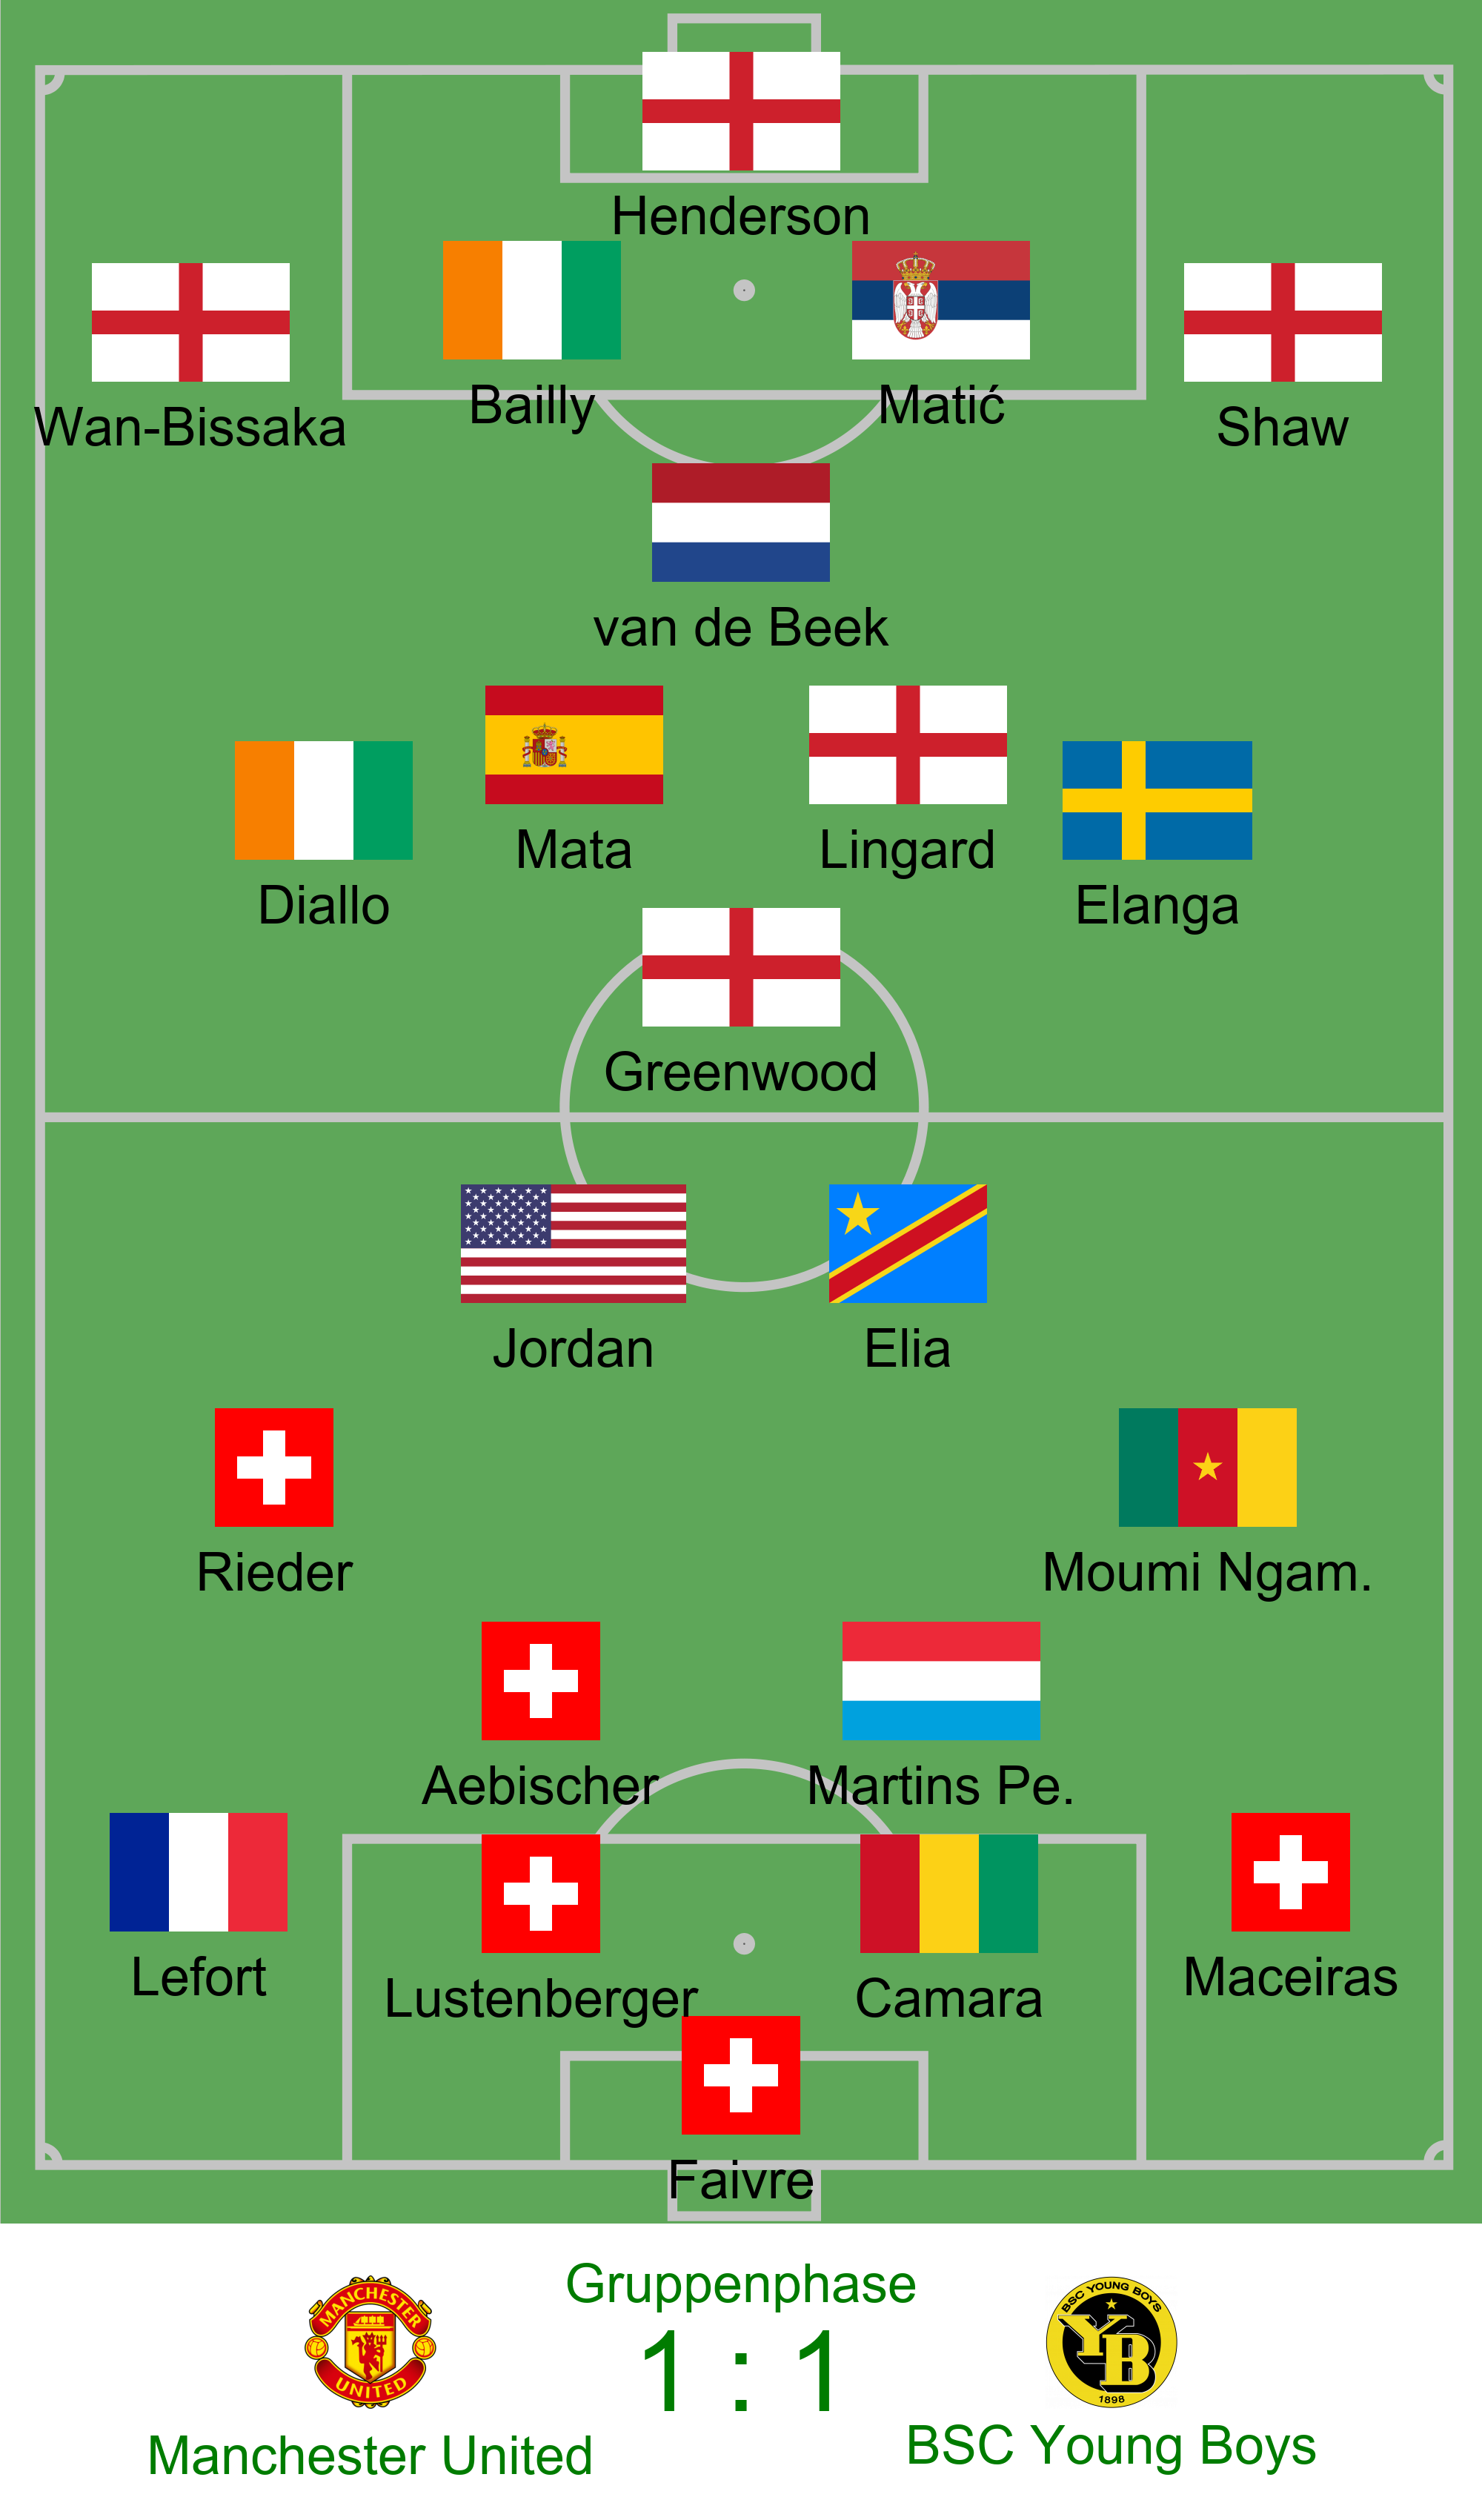 Henderson
Wan-Bissaka
Bailly
Matić
Shaw
van de Beek
Diallo
Mata
Lingard
Elanga
Greenwood
Jordan
Elia
Rieder
Moumi Ngam.
Aebischer
Martins Pe.
Lefort
Lustenberger
Camara
Maceiras
Faivre
Gruppenphase
1 : 1
MANCHESTER
UNITED
Manchester United
BSC YOUNG BOYS
YB
1898
BSC Young Boys